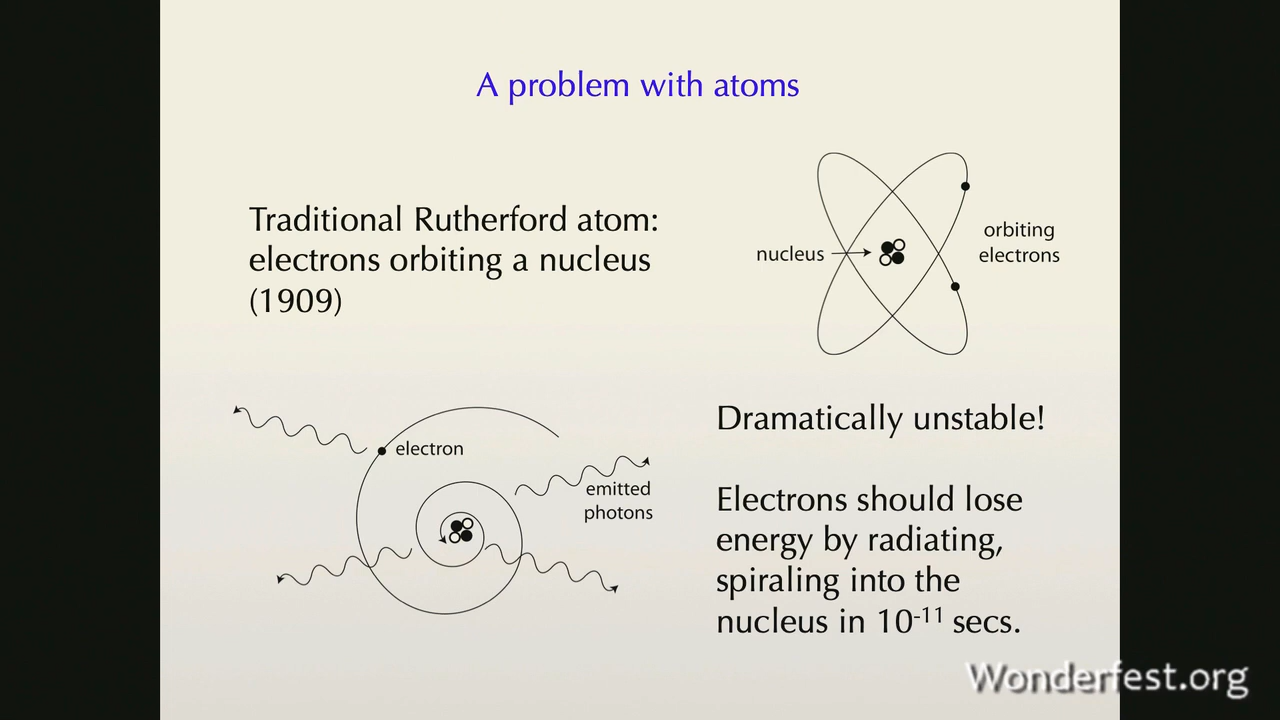 A problem with atoms
Traditional Rutherford atom:
electrons orbiting a nucleus
(1909)
nucleus
orbiting
electrons
electron
emitted
photons
Dramatically unstable!
Electrons should lose
energy by radiating,
spiraling into the
nucleus in 10⁻¹¹ secs.
Wonderfest.org